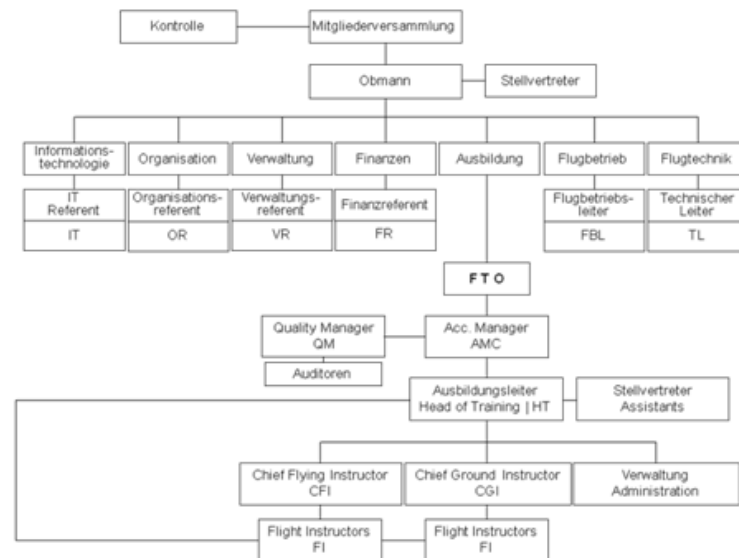 Kontrolle
Mitgliederversammlung
Obmann
Stellvertreter
Informations-
technologie
Organisation
Verwaltung
Finanzen
Ausbildung
Flugbetrieb
Flugtechnik
IT
Referent
Organisations-
referent
Verwaltungs-
referent
Finanzreferent
Flugbetriebs-
leiter
Technischer
Leiter
IT
OR
VR
FR
FBL
TL
F T O
Quality Manager
QM
Acc. Manager
AMC
Auditoren
Ausbildungsleiter
Head of Training | HT
Stellvertreter
Assistants
Chief Flying Instructor
CFI
Chief Ground Instructor
CGI
Verwaltung
Administration
Flight Instructors
FI
Flight Instructors
FI